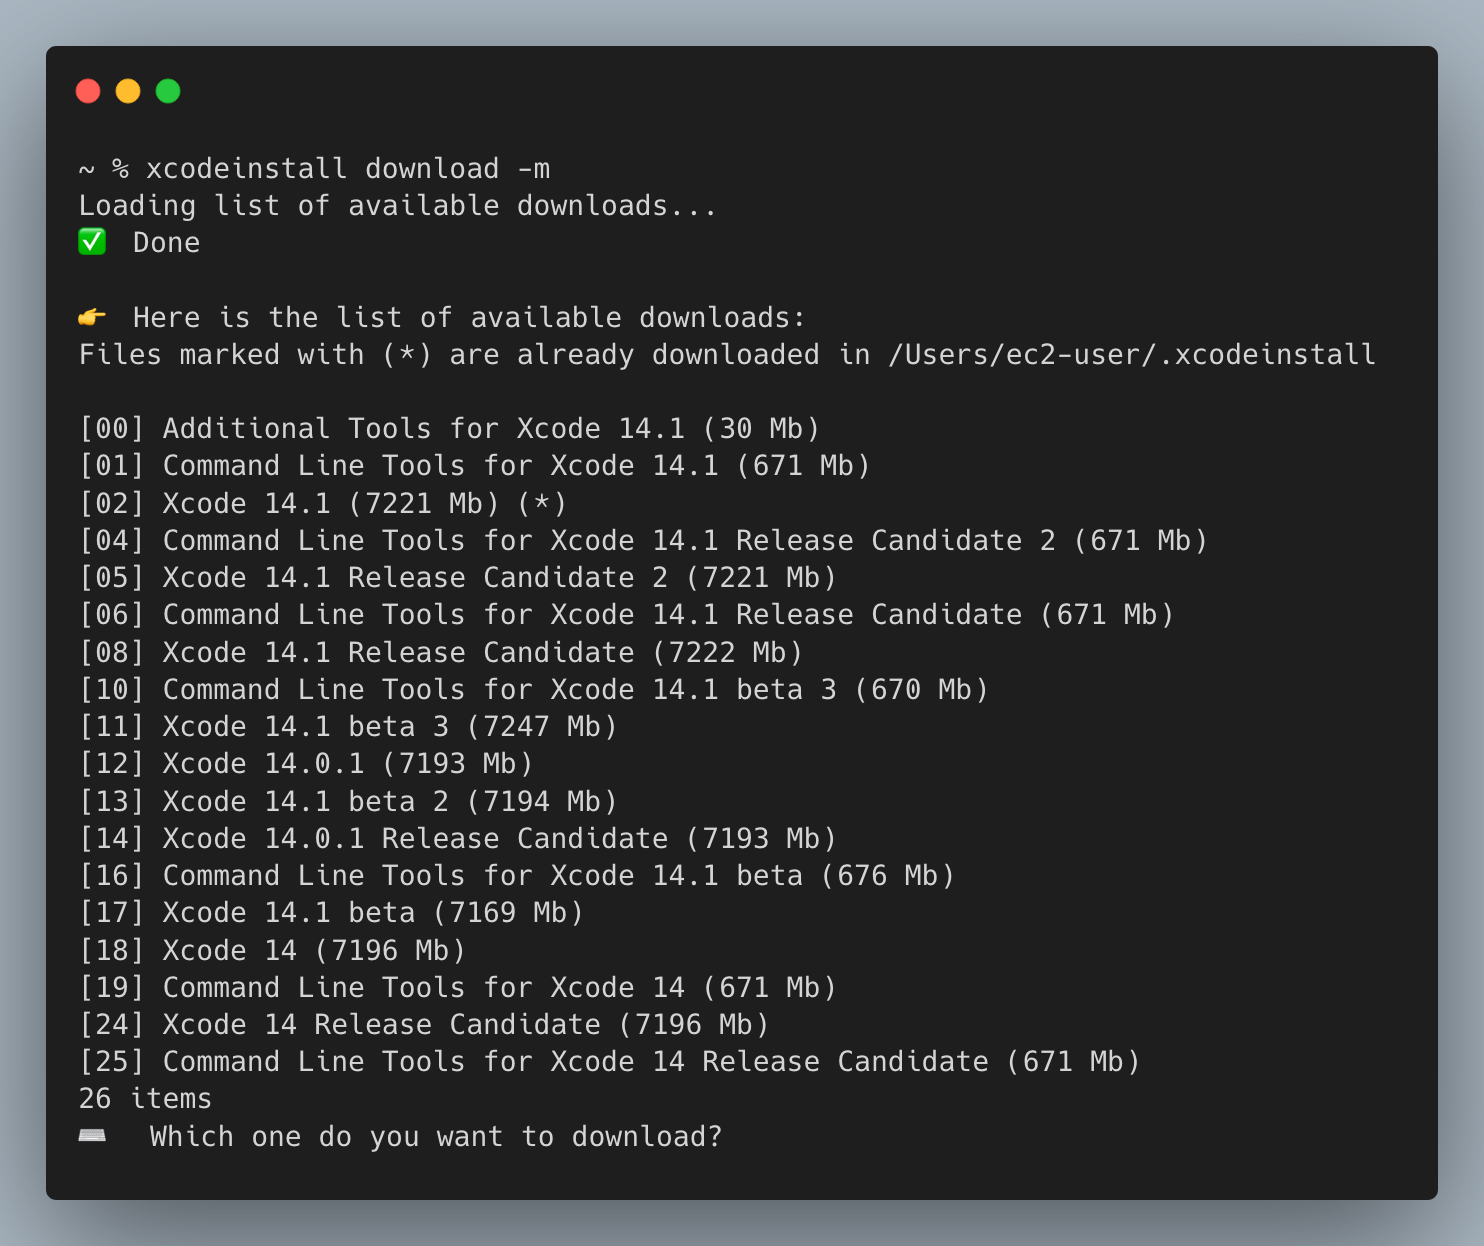 ~ % xcodeinstall download -m
Loading list of available downloads...
✅ Done
👉 Here is the list of available downloads:
Files marked with (*) are already downloaded in /Users/ec2-user/.xcodeinstall
[00] Additional Tools for Xcode 14.1 (30 Mb)
[01] Command Line Tools for Xcode 14.1 (671 Mb)
[02] Xcode 14.1 (7221 Mb) (*)
[04] Command Line Tools for Xcode 14.1 Release Candidate 2 (671 Mb)
[05] Xcode 14.1 Release Candidate 2 (7221 Mb)
[06] Command Line Tools for Xcode 14.1 Release Candidate (671 Mb)
[08] Xcode 14.1 Release Candidate (7222 Mb)
[10] Command Line Tools for Xcode 14.1 beta 3 (670 Mb)
[11] Xcode 14.1 beta 3 (7247 Mb)
[12] Xcode 14.0.1 (7193 Mb)
[13] Xcode 14.1 beta 2 (7194 Mb)
[14] Xcode 14.0.1 Release Candidate (7193 Mb)
[16] Command Line Tools for Xcode 14.1 beta (676 Mb)
[17] Xcode 14.1 beta (7169 Mb)
[18] Xcode 14 (7196 Mb)
[19] Command Line Tools for Xcode 14 (671 Mb)
[24] Xcode 14 Release Candidate (7196 Mb)
[25] Command Line Tools for Xcode 14 Release Candidate (671 Mb)
26 items
⌨️ Which one do you want to download?